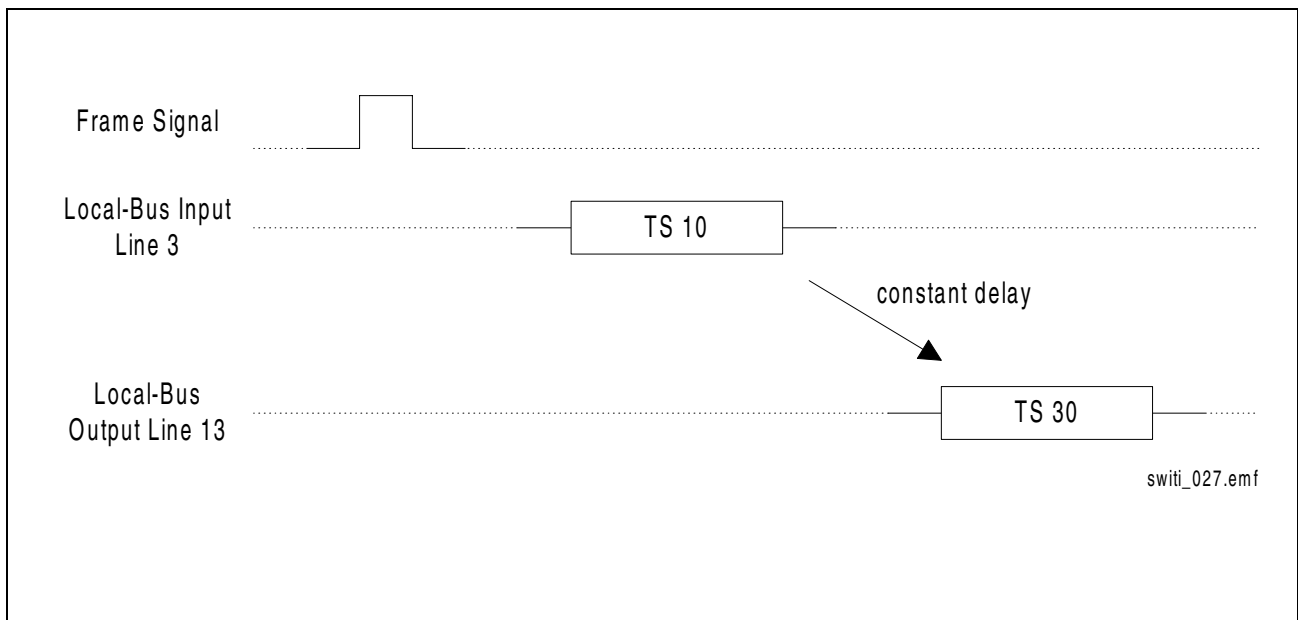 Frame Signal
Local-Bus Input
Line 3
TS 10
constant delay
Local-Bus
Output Line 13
TS 30
switi_027.emf